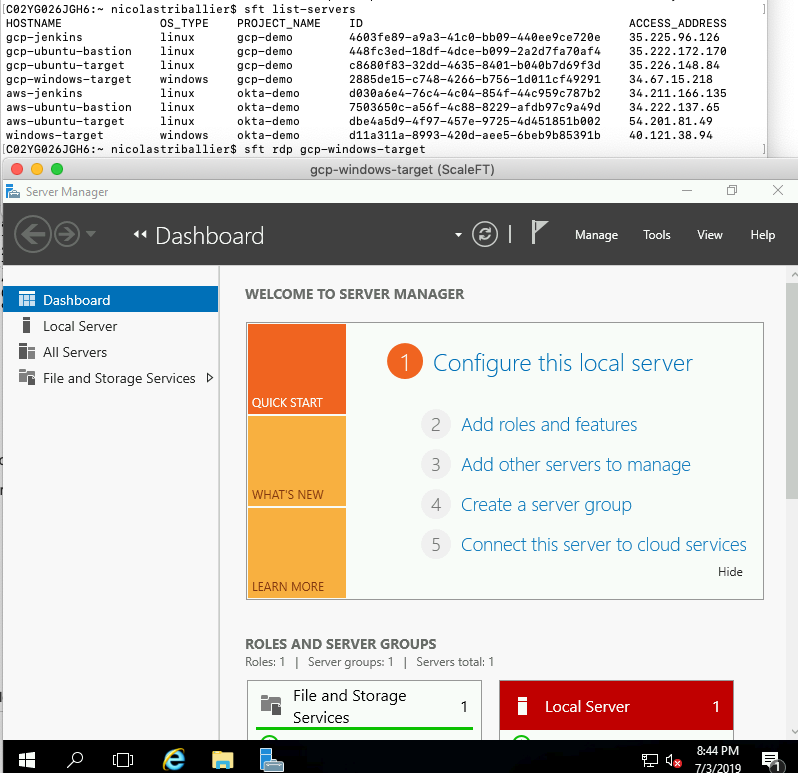 [C02YG026JGH6:~ nicolastriballier$ sft list-servers ]
HOSTNAME OS_TYPE PROJECT_NAME ID ACCESS_ADDRESS
gcp-jenkins linux gcp-demo 4603fe89-a9a3-41c0-bb09-440ee9ce720e 35.225.96.126
gcp-ubuntu-bastion linux gcp-demo 448fc3ed-18df-4dce-b099-2a2d7fa70af4 35.222.172.170
gcp-ubuntu-target linux gcp-demo c8680f83-32dd-4635-8401-b040b7d69f3d 35.226.148.84
gcp-windows-target windows gcp-demo 2885de15-c748-4266-b756-1d011cf49291 34.67.15.218
aws-jenkins linux okta-demo d030a6e4-76c4-4c04-854f-44c959c787b2 34.211.166.135
aws-ubuntu-bastion linux okta-demo 7503650c-a56f-4c88-8229-afdb97c9a49d 34.222.137.65
aws-ubuntu-target linux okta-demo dbe4a5d9-4f97-457e-9725-4d451851b002 54.201.81.49
windows-target windows okta-demo d11a311a-8993-420d-aee5-6beb9b85391b 40.121.38.94
[C02YG026JGH6:~ nicolastriballier$ sft rdp gcp-windows-target ]
gcp-windows-target (ScaleFT)
Server Manager
Dashboard
Manage Tools View Help
Dashboard
Local Server
All Servers
File and Storage Services
WELCOME TO SERVER MANAGER
QUICK START
WHAT'S NEW
LEARN MORE
1 Configure this local server
2 Add roles and features
3 Add other servers to manage
4 Create a server group
5 Connect this server to cloud services
Hide
ROLES AND SERVER GROUPS
Roles: 1 | Server groups: 1 | Servers total: 1
File and Storage
Services 1
Local Server 1
8:44 PM
7/3/2019
1